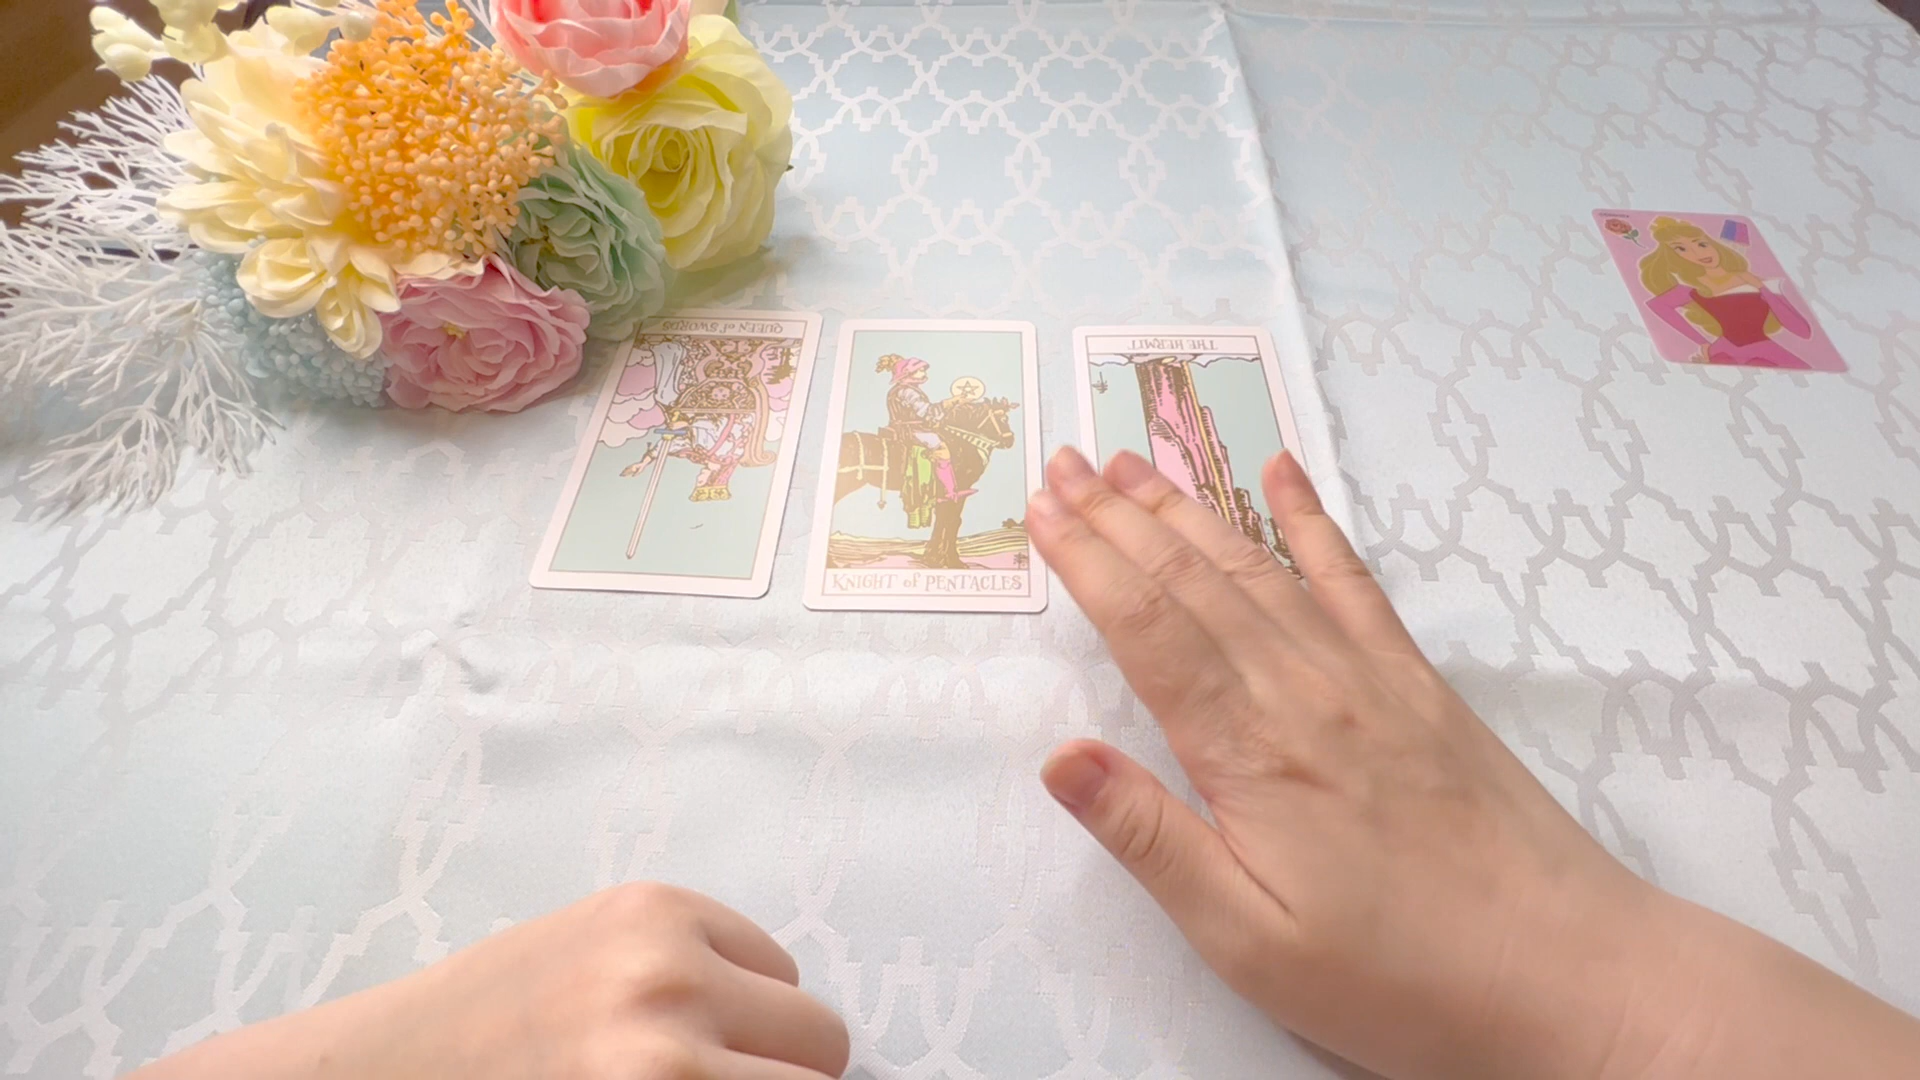 QUEEN of SWORDS
KNIGHT of PENTACLES
THE HERMIT